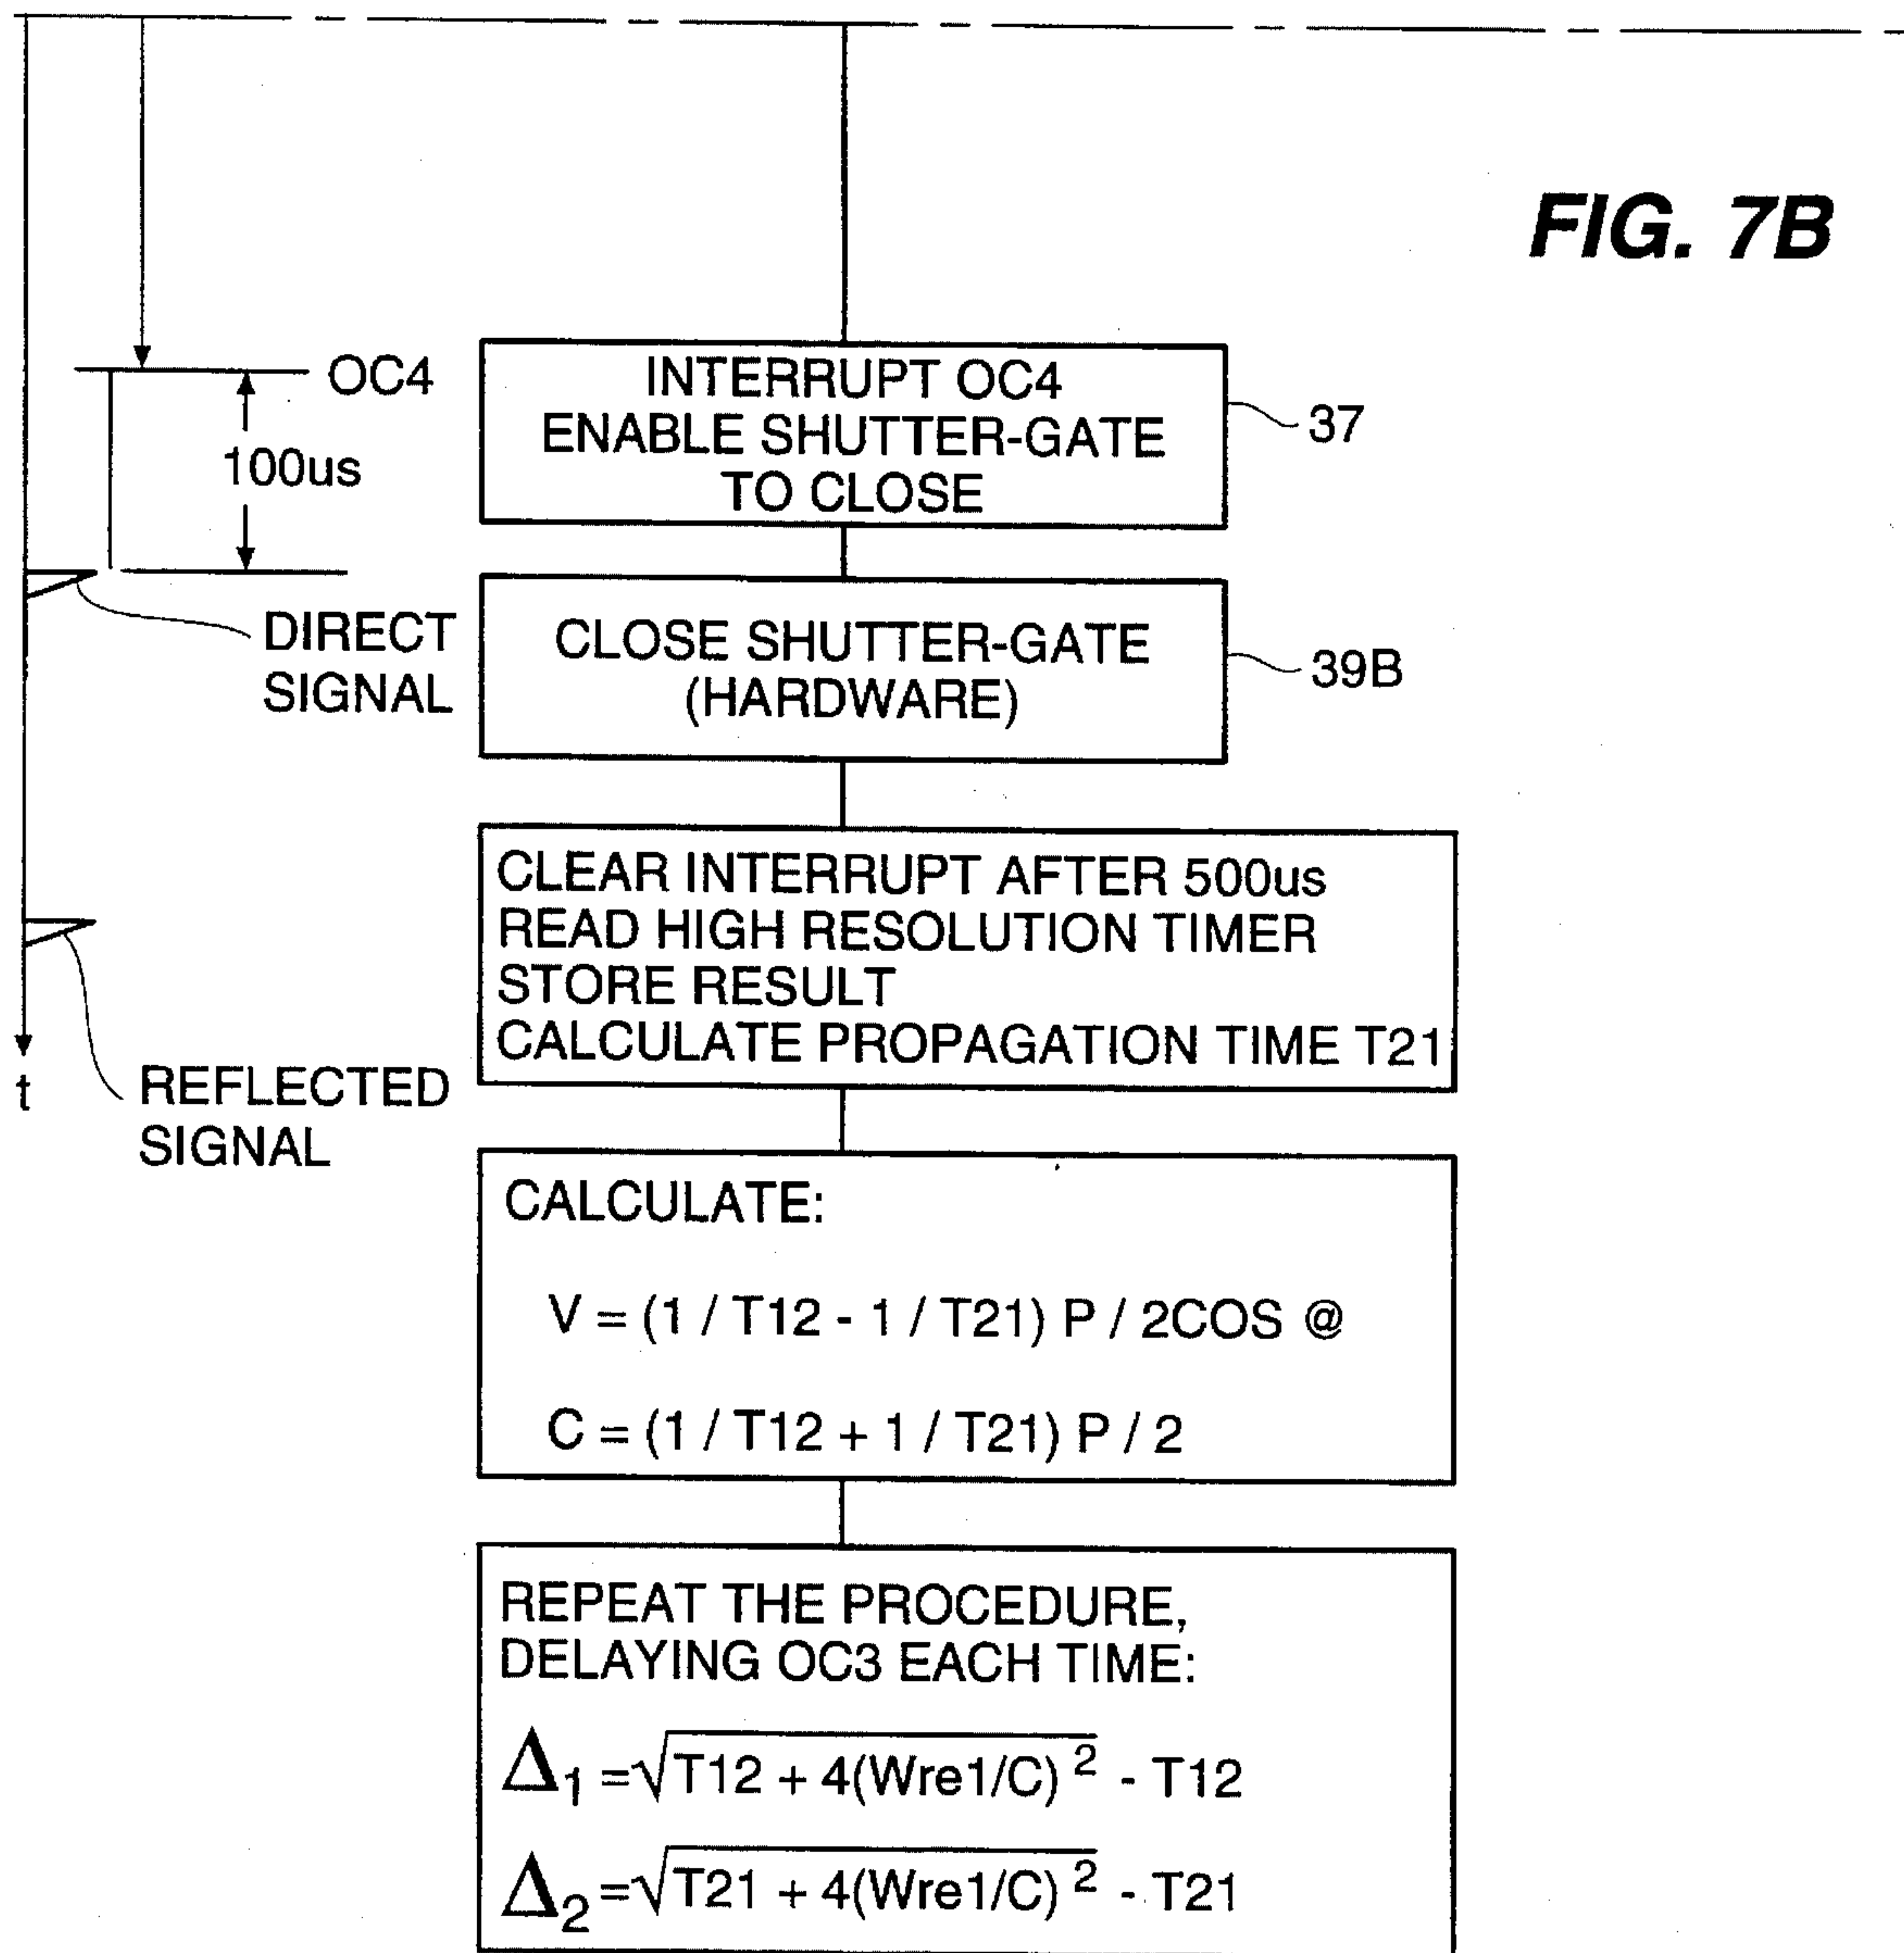 FIG. 7B
OC4
100us
INTERRUPT OC4
ENABLE SHUTTER-GATE
TO CLOSE
37
DIRECT
SIGNAL
CLOSE SHUTTER-GATE
(HARDWARE)
39B
CLEAR INTERRUPT AFTER 500us
READ HIGH RESOLUTION TIMER
STORE RESULT
CALCULATE PROPAGATION TIME T21
t
REFLECTED
SIGNAL
CALCULATE:
V = (1 / T12 - 1 / T21) P / 2COS @
C = (1 / T12 + 1 / T21) P / 2
REPEAT THE PROCEDURE,
DELAYING OC3 EACH TIME:
Δ1 =√T12 + 4(Wre1/C)² - T12
Δ2 =√T21 + 4(Wre1/C)² - T21